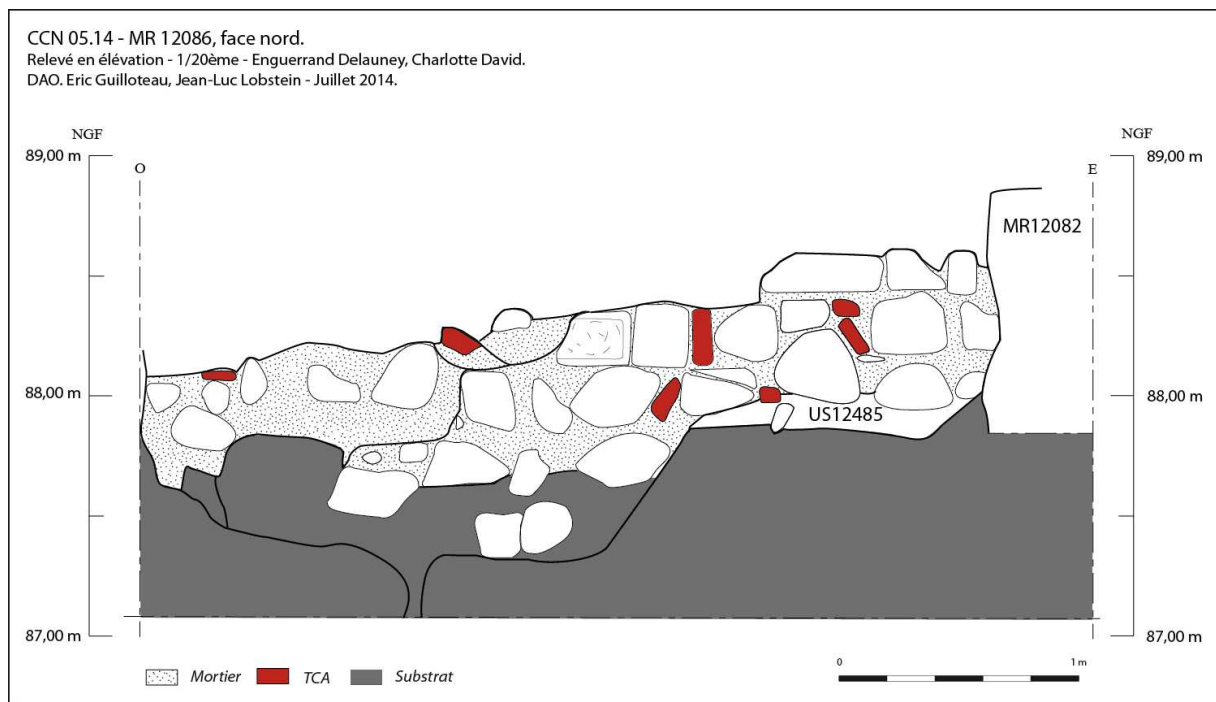 CCN 05.14 - MR 12086, face nord.
Relevé en élévation - 1/20ème - Enguerrand Delauney, Charlotte David.
DAO. Eric Guilloteau, Jean-Luc Lobstein - Juillet 2014.
NGF
NGF
89,00 m
89,00 m
O
E
MR12082
88,00 m
88,00 m
US12485
87,00 m
87,00 m
0
1 m
Mortier
TCA
Substrat